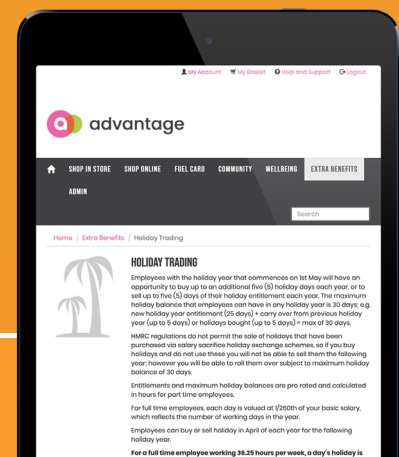 My Account My Basket Help and Support Logout
a advantage
SHOP IN STORE SHOP ONLINE FUEL CARD COMMUNITY WELLBEING EXTRA BENEFITS
ADMIN
Search
Home / Extra Benefits / Holiday Trading
HOLIDAY TRADING
Employees with the holiday year that commences on 1st May will have an
opportunity to buy up to an additional five (5) holiday days each year, or to
sell up to five (5) days of their holiday entitlement each year. The maximum
holiday balance that employees can have in any holiday year is 30 days; e.g.
new holiday year entitlement (25 days) + carry over from previous holiday
year (up to 5 days) or holidays bought (up to 5 days) = max of 30 days.
HMRC regulations do not permit the sale of holidays that have been
purchased via salary sacrifice holiday exchange schemes, so if you buy
holidays and do not use these you will not be able to sell them the following
year; however you will be able to roll them over subject to maximum holiday
balance of 30 days.
Entitlements and maximum holiday balances are pro rated and calculated
in hours for part time employees.
For full time employees, each day is valued at 1/260th of your basic salary,
which reflects the number of working days in the year.
Employees can buy or sell holiday in April of each year for the following
holiday year.
For a full time employee working 36.25 hours per week, a day's holiday is